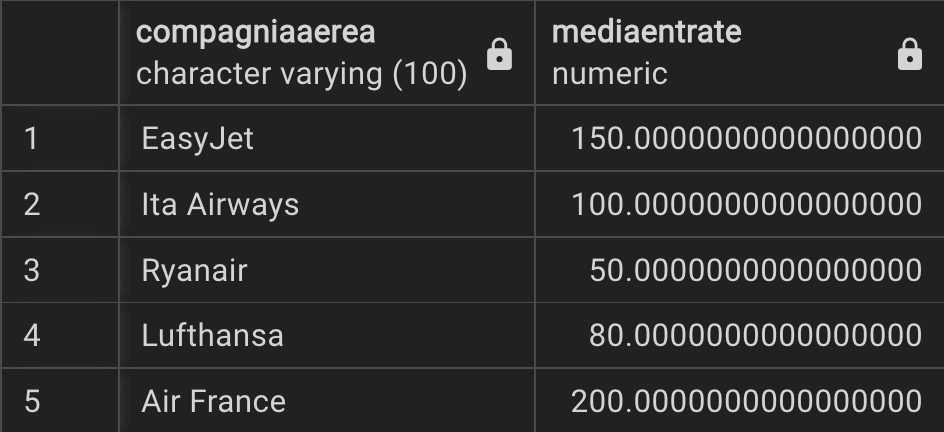 compagniaaerea mediaentrate
character varying (100) numeric
1 EasyJet 150.0000000000000000
2 Ita Airways 100.0000000000000000
3 Ryanair 50.0000000000000000
4 Lufthansa 80.0000000000000000
5 Air France 200.0000000000000000